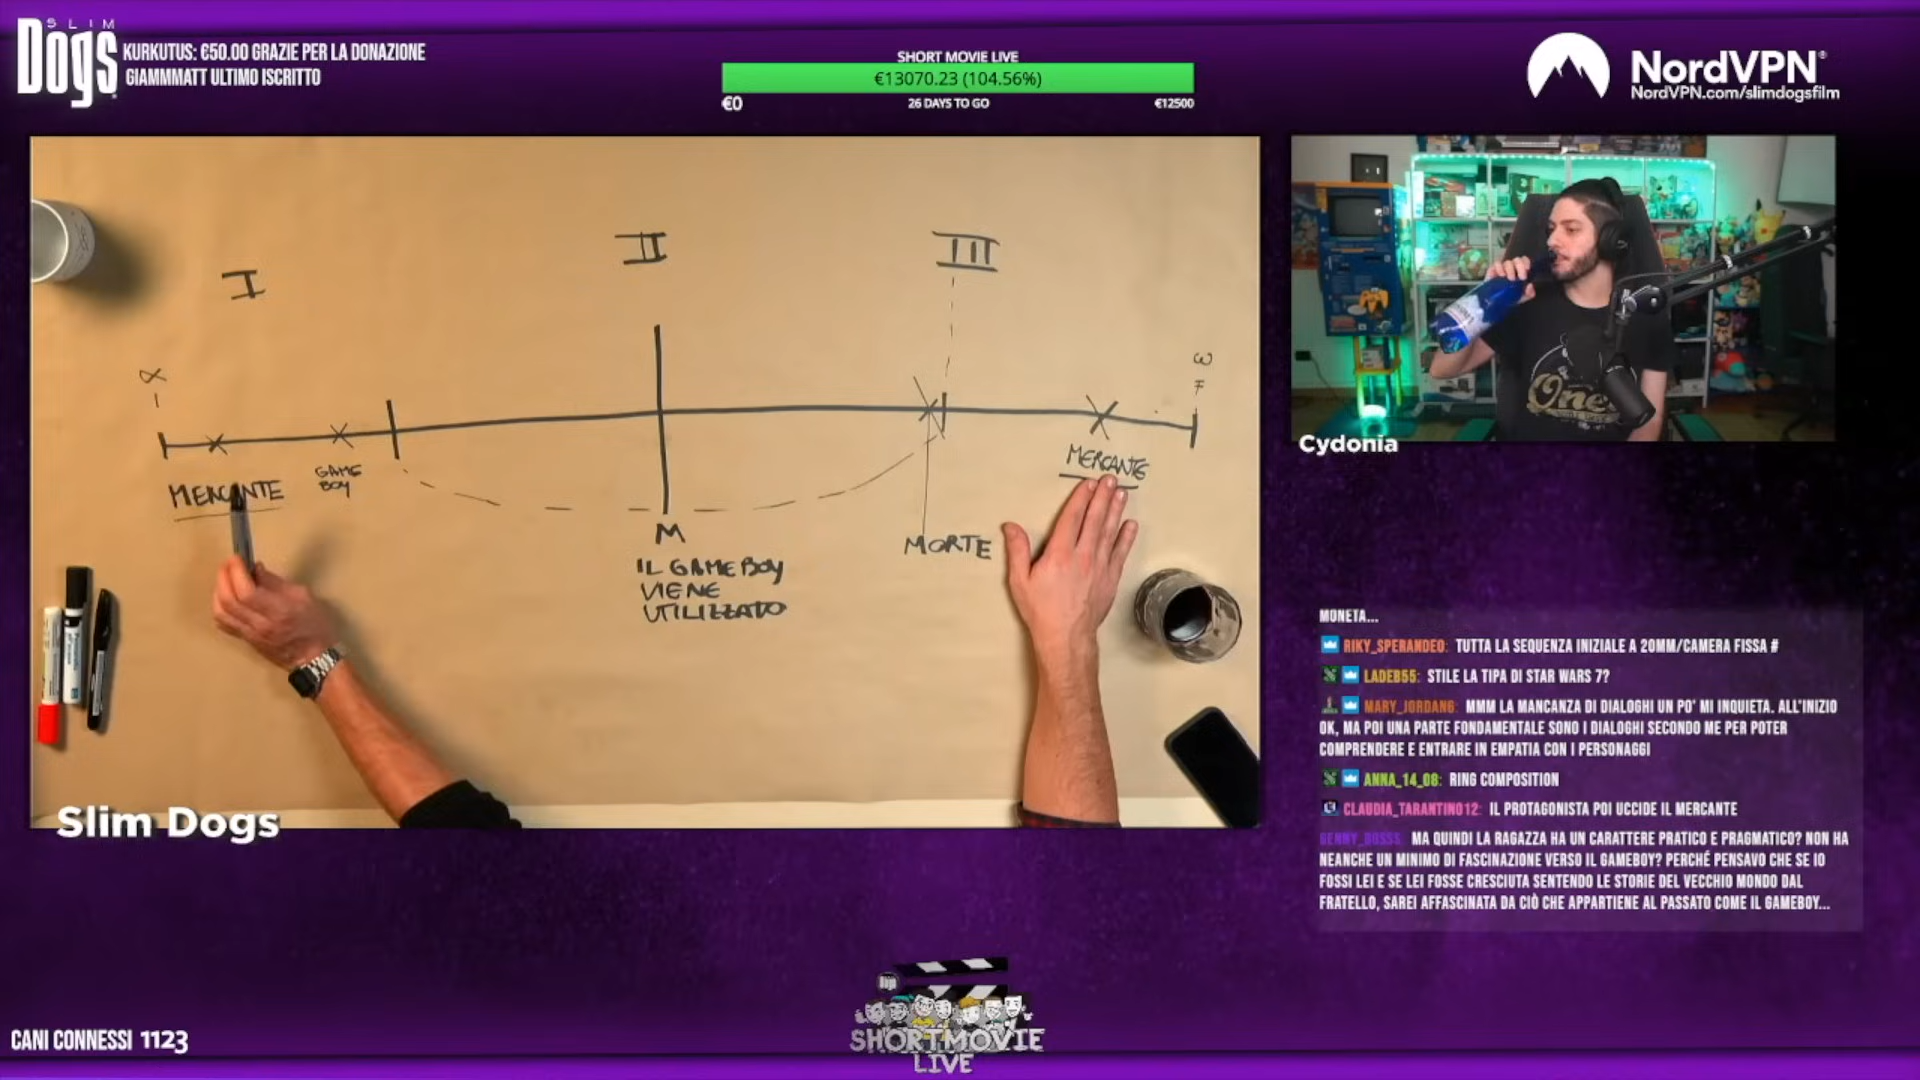 SLIM
Dogs
KURKUTUS: €50.00 GRAZIE PER LA DONAZIONE
GIAMMMATT ULTIMO ISCRITTO
SHORT MOVIE LIVE
€13070.23 (104.56%)
€0
26 DAYS TO GO
€12500
NordVPN®
NordVPN.com/slimdogsfilm
I
II
III
α
ω
MERCANTE
GAME
BOY
M
IL GAMEBOY
VIENE
UTILIZZATO
MORTE
MERCANTE
Slim Dogs
One
Cydonia
MONETA...
RIKY_SPERANDEO: TUTTA LA SEQUENZA INIZIALE A 20MM/CAMERA FISSA #
LADEB55: STILE LA TIPA DI STAR WARS 7?
MARY_JORDAN6: MMM LA MANCANZA DI DIALOGHI UN PO' MI INQUIETA. ALL'INIZIO
OK, MA POI UNA PARTE FONDAMENTALE SONO I DIALOGHI SECONDO ME PER POTER
COMPRENDERE E ENTRARE IN EMPATIA CON I PERSONAGGI
ANNA_14_08: RING COMPOSITION
CLAUDIA_TARANTINO12: IL PROTAGONISTA POI UCCIDE IL MERCANTE
MA QUINDI LA RAGAZZA HA UN CARATTERE PRATICO E PRAGMATICO? NON HA
NEANCHE UN MINIMO DI FASCINAZIONE VERSO IL GAMEBOY? PERCHÉ PENSAVO CHE SE IO
FOSSI LEI E SE LEI FOSSE CRESCIUTA SENTENDO LE STORIE DEL VECCHIO MONDO DAL
FRATELLO, SAREI AFFASCINATA DA CIÒ CHE APPARTIENE AL PASSATO COME IL GAMEBOY...
CANI CONNESSI 1123
SHORTMOVIE
LIVE